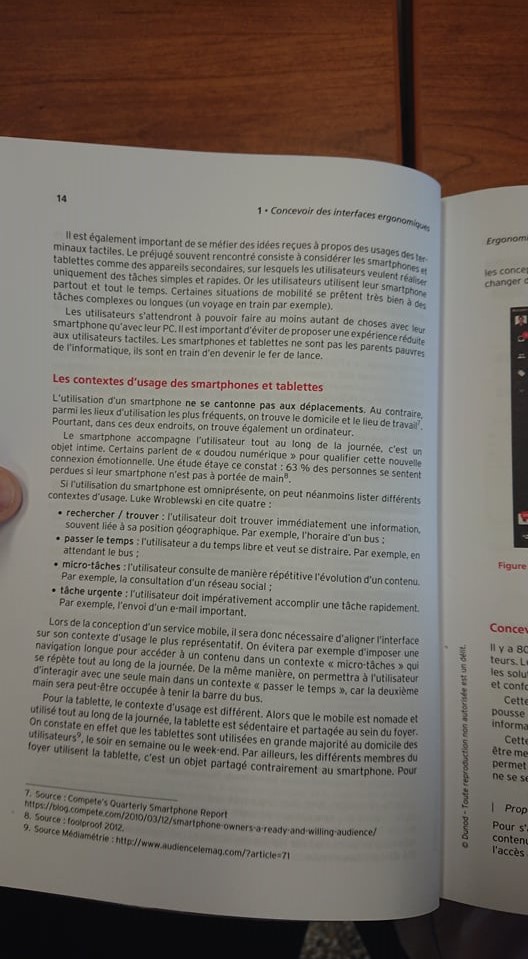 14
1 • Concevoir des interfaces ergonomiques
Il est également important de se méfier des idées reçues à propos des usages des ter-
minaux tactiles. Le préjugé souvent rencontré consiste à considérer les smartphones et
tablettes comme des appareils secondaires, sur lesquels les utilisateurs veulent réaliser
uniquement des tâches simples et rapides. Or les utilisateurs utilisent leur smartphone
partout et tout le temps. Certaines situations de mobilité se prêtent très bien à des
tâches complexes ou longues (un voyage en train par exemple).
Les utilisateurs s'attendront à pouvoir faire au moins autant de choses avec leur
smartphone qu'avec leur PC. Il est important d'éviter de proposer une expérience réduite
aux utilisateurs tactiles. Les smartphones et tablettes ne sont pas les parents pauvres
de l'informatique, ils sont en train d'en devenir le fer de lance.
Les contextes d'usage des smartphones et tablettes
L'utilisation d'un smartphone ne se cantonne pas aux déplacements. Au contraire,
parmi les lieux d'utilisation les plus fréquents, on trouve le domicile et le lieu de travail7.
Pourtant, dans ces deux endroits, on trouve également un ordinateur.
Le smartphone accompagne l'utilisateur tout au long de la journée, c'est un
objet intime. Certains parlent de « doudou numérique » pour qualifier cette nouvelle
connexion émotionnelle. Une étude étaye ce constat : 63 % des personnes se sentent
perdues si leur smartphone n'est pas à portée de main8.
Si l'utilisation du smartphone est omniprésente, on peut néanmoins lister différents
contextes d'usage. Luke Wroblewski en cite quatre :
• rechercher / trouver : l'utilisateur doit trouver immédiatement une information,
souvent liée à sa position géographique. Par exemple, l'horaire d'un bus ;
• passer le temps : l'utilisateur a du temps libre et veut se distraire. Par exemple, en
attendant le bus ;
• micro-tâches : l'utilisateur consulte de manière répétitive l'évolution d'un contenu.
Par exemple, la consultation d'un réseau social ;
• tâche urgente : l'utilisateur doit impérativement accomplir une tâche rapidement.
Par exemple, l'envoi d'un e-mail important.
Lors de la conception d'un service mobile, il sera donc nécessaire d'aligner l'interface
sur son contexte d'usage le plus représentatif. On évitera par exemple d'imposer une
navigation longue pour accéder à un contenu dans un contexte « micro-tâches » qui
se répète tout au long de la journée. De la même manière, on permettra à l'utilisateur
d'interagir avec une seule main dans un contexte « passer le temps », car la deuxième
main sera peut-être occupée à tenir la barre du bus.
Pour la tablette, le contexte d'usage est différent. Alors que le mobile est nomade et
utilisé tout au long de la journée, la tablette est sédentaire et partagée au sein du foyer.
On constate en effet que les tablettes sont utilisées en grande majorité au domicile des
utilisateurs9, le soir en semaine ou le week-end. Par ailleurs, les différents membres du
foyer utilisent la tablette, c'est un objet partagé contrairement au smartphone. Pour
7. Source : Compete's Quarterly Smartphone Report
https://blog.compete.com/2010/03/12/smartphone-owners-a-ready-and-willing-audience/
8. Source : foolproof 2012.
9. Source Médiamétrie : http://www.audiencelemag.com/?article=71
© Dunod – Toute reproduction non autorisée est un délit.
Ergonom
les concep
changer d
Figure
Concev
Il y a 80
teurs. L
les solu
et confo
Cette
pousse
informa
Cette
être me
permet
ne se se
| Prop
Pour s'
contenu
l'accès